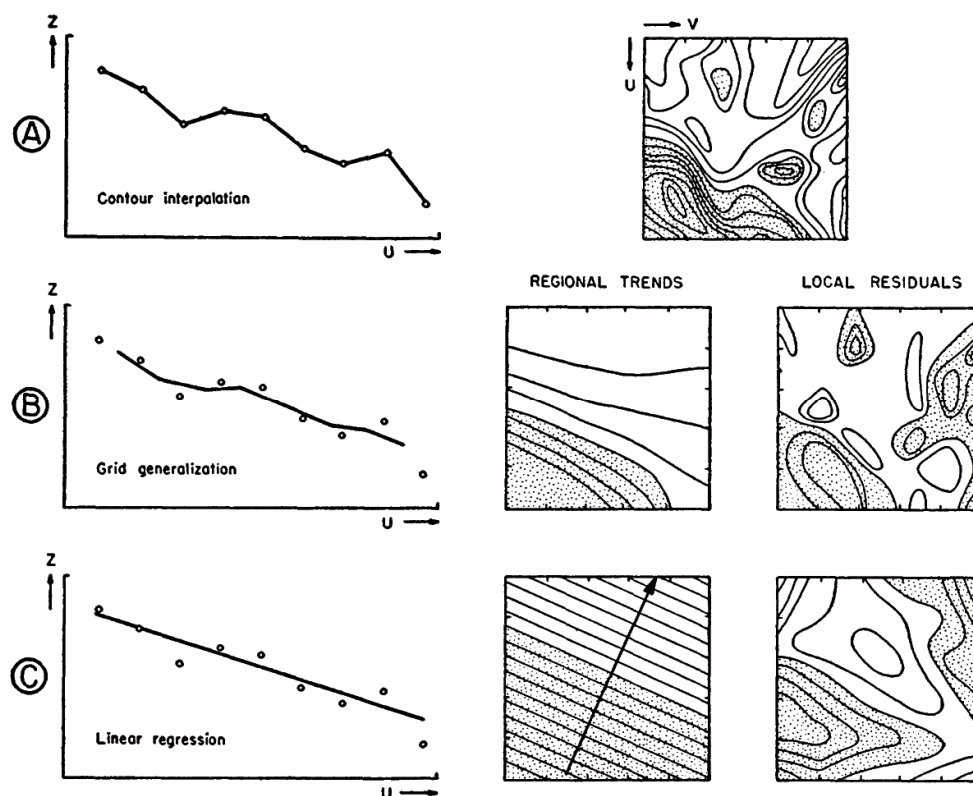 Z
A
Contour interpalation
U
V
U
Z
B
Grid generalization
U
REGIONAL TRENDS
LOCAL RESIDUALS
Z
C
Linear regression
U